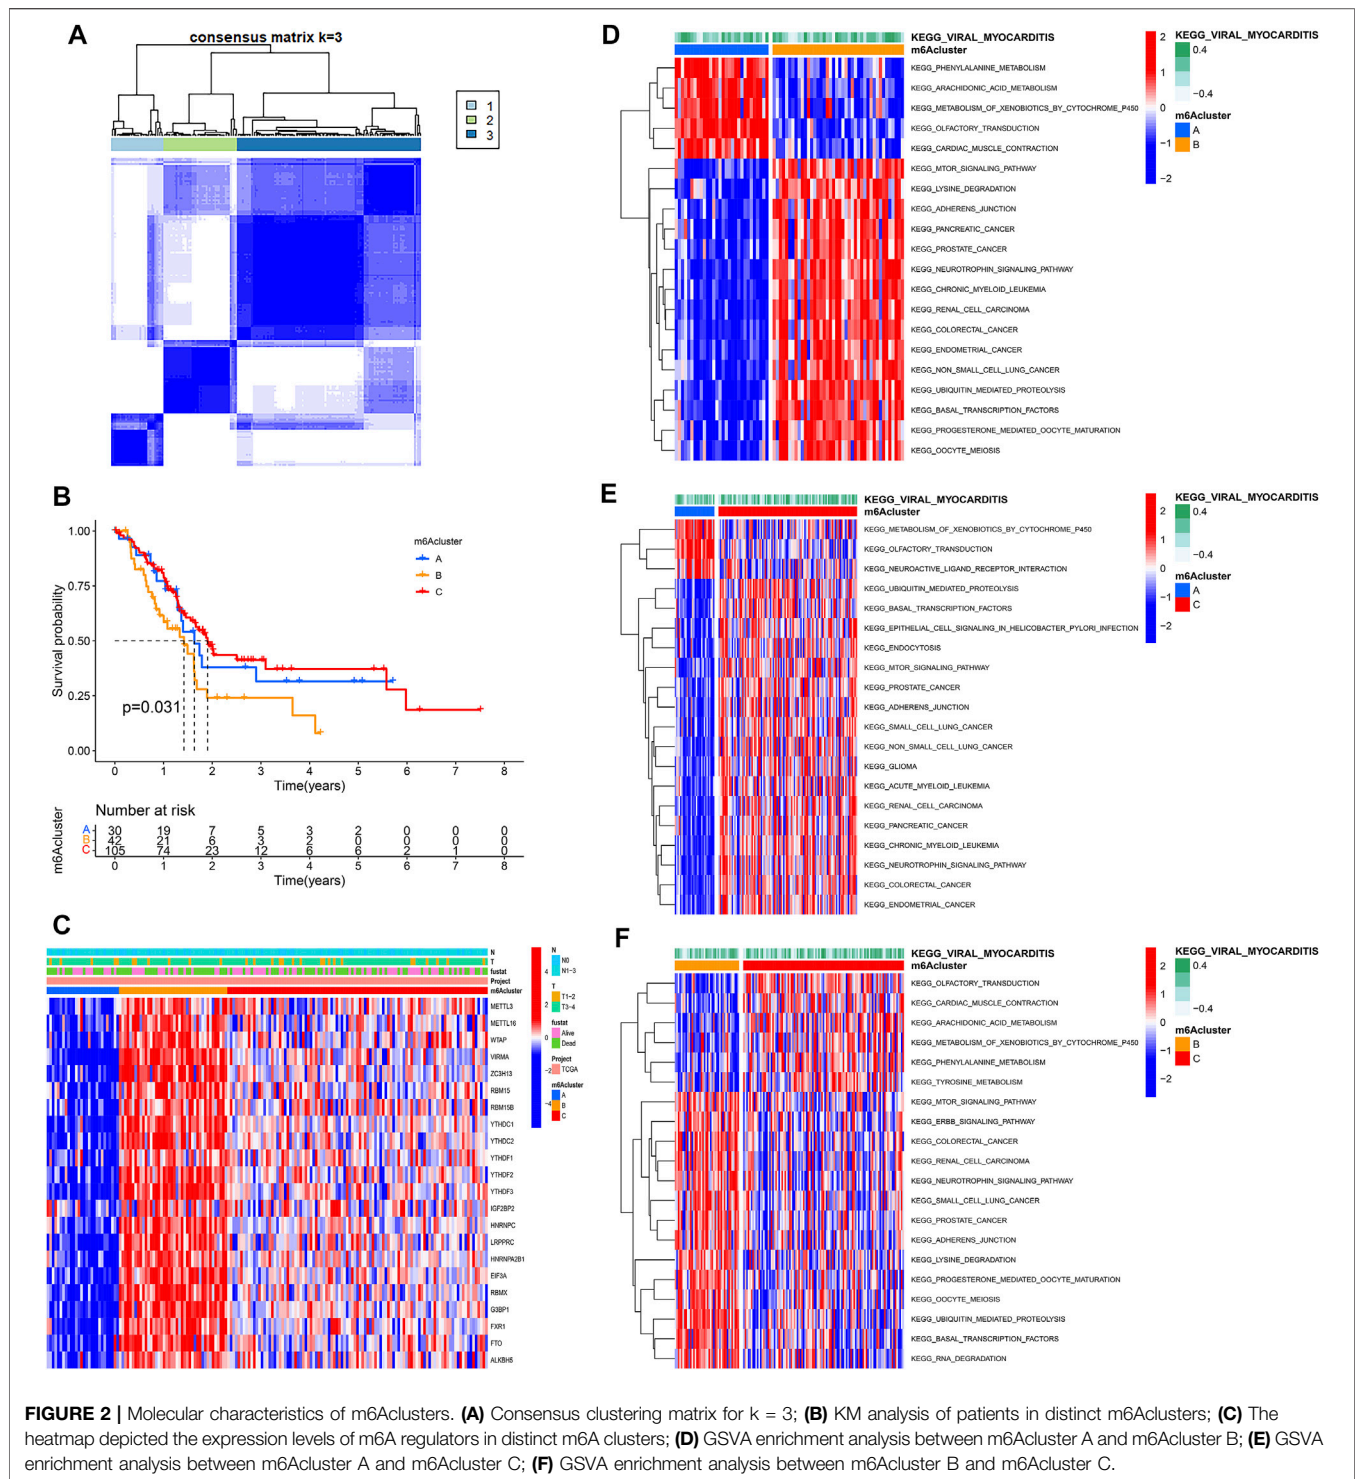 A
consensus matrix k=3
1
2
3
B
m6Acluster
A
B
C
Survival probability
1.00
0.75
0.50
0.25
0.00
p=0.031
0 1 2 3 4 5 6 7 8
Time(years)
Number at risk
m6Acluster
A 30 19 7 5 3 2 0 0 0
B 42 21 6 3 2 0 0 0 0
C 105 74 23 12 6 6 2 1 0
0 1 2 3 4 5 6 7 8
Time(years)
C
N
T
fustat
Project
m6Acluster
METTL3
METTL16
WTAP
VIRMA
ZC3H13
RBM15
RBM15B
YTHDC1
YTHDC2
YTHDF1
YTHDF2
YTHDF3
IGF2BP2
HNRNPC
LRPPRC
HNRNPA2B1
EIF3A
RBMX
G3BP1
FXR1
FTO
ALKBH5
4
2
0
−2
−4
N
N0
N1−3
T
T1−2
T3−4
fustat
Alive
Dead
Project
TCGA
m6Acluster
A
B
C
D
KEGG_VIRAL_MYOCARDITIS
m6Acluster
KEGG_PHENYLALANINE_METABOLISM
KEGG_ARACHIDONIC_ACID_METABOLISM
KEGG_METABOLISM_OF_XENOBIOTICS_BY_CYTOCHROME_P450
KEGG_OLFACTORY_TRANSDUCTION
KEGG_CARDIAC_MUSCLE_CONTRACTION
KEGG_MTOR_SIGNALING_PATHWAY
KEGG_LYSINE_DEGRADATION
KEGG_ADHERENS_JUNCTION
KEGG_PANCREATIC_CANCER
KEGG_PROSTATE_CANCER
KEGG_NEUROTROPHIN_SIGNALING_PATHWAY
KEGG_CHRONIC_MYELOID_LEUKEMIA
KEGG_RENAL_CELL_CARCINOMA
KEGG_COLORECTAL_CANCER
KEGG_ENDOMETRIAL_CANCER
KEGG_NON_SMALL_CELL_LUNG_CANCER
KEGG_UBIQUITIN_MEDIATED_PROTEOLYSIS
KEGG_BASAL_TRANSCRIPTION_FACTORS
KEGG_PROGESTERONE_MEDIATED_OOCYTE_MATURATION
KEGG_OOCYTE_MEIOSIS
2
1
0
−1
−2
KEGG_VIRAL_MYOCARDITIS
0.4
−0.4
m6Acluster
A
B
E
KEGG_VIRAL_MYOCARDITIS
m6Acluster
KEGG_METABOLISM_OF_XENOBIOTICS_BY_CYTOCHROME_P450
KEGG_OLFACTORY_TRANSDUCTION
KEGG_NEUROACTIVE_LIGAND_RECEPTOR_INTERACTION
KEGG_UBIQUITIN_MEDIATED_PROTEOLYSIS
KEGG_BASAL_TRANSCRIPTION_FACTORS
KEGG_EPITHELIAL_CELL_SIGNALING_IN_HELICOBACTER_PYLORI_INFECTION
KEGG_ENDOCYTOSIS
KEGG_MTOR_SIGNALING_PATHWAY
KEGG_PROSTATE_CANCER
KEGG_ADHERENS_JUNCTION
KEGG_SMALL_CELL_LUNG_CANCER
KEGG_NON_SMALL_CELL_LUNG_CANCER
KEGG_GLIOMA
KEGG_ACUTE_MYELOID_LEUKEMIA
KEGG_RENAL_CELL_CARCINOMA
KEGG_PANCREATIC_CANCER
KEGG_CHRONIC_MYELOID_LEUKEMIA
KEGG_NEUROTROPHIN_SIGNALING_PATHWAY
KEGG_COLORECTAL_CANCER
KEGG_ENDOMETRIAL_CANCER
2
1
0
−1
−2
KEGG_VIRAL_MYOCARDITIS
0.4
−0.4
m6Acluster
A
C
F
KEGG_VIRAL_MYOCARDITIS
m6Acluster
KEGG_OLFACTORY_TRANSDUCTION
KEGG_CARDIAC_MUSCLE_CONTRACTION
KEGG_ARACHIDONIC_ACID_METABOLISM
KEGG_METABOLISM_OF_XENOBIOTICS_BY_CYTOCHROME_P450
KEGG_PHENYLALANINE_METABOLISM
KEGG_TYROSINE_METABOLISM
KEGG_MTOR_SIGNALING_PATHWAY
KEGG_ERBB_SIGNALING_PATHWAY
KEGG_COLORECTAL_CANCER
KEGG_RENAL_CELL_CARCINOMA
KEGG_NEUROTROPHIN_SIGNALING_PATHWAY
KEGG_SMALL_CELL_LUNG_CANCER
KEGG_PROSTATE_CANCER
KEGG_ADHERENS_JUNCTION
KEGG_LYSINE_DEGRADATION
KEGG_PROGESTERONE_MEDIATED_OOCYTE_MATURATION
KEGG_OOCYTE_MEIOSIS
KEGG_UBIQUITIN_MEDIATED_PROTEOLYSIS
KEGG_BASAL_TRANSCRIPTION_FACTORS
KEGG_RNA_DEGRADATION
2
1
0
−1
−2
KEGG_VIRAL_MYOCARDITIS
0.4
−0.4
m6Acluster
B
C
FIGURE 2 | Molecular characteristics of m6Aclusters. (A) Consensus clustering matrix for k = 3; (B) KM analysis of patients in distinct m6Aclusters; (C) The
heatmap depicted the expression levels of m6A regulators in distinct m6A clusters; (D) GSVA enrichment analysis between m6Acluster A and m6Acluster B; (E) GSVA
enrichment analysis between m6Acluster A and m6Acluster C; (F) GSVA enrichment analysis between m6Acluster B and m6Acluster C.